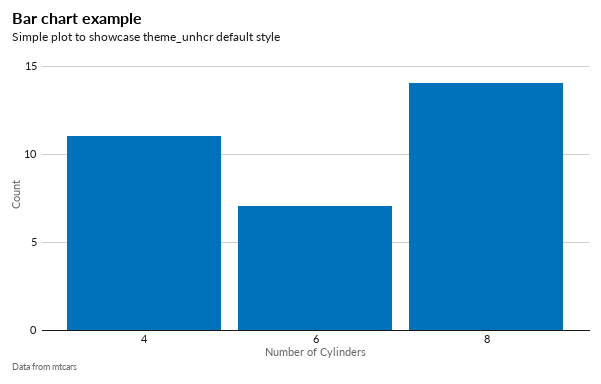 Bar chart example
Simple plot to showcase theme_unhcr default style
15
10
5
0
Count
4 6 8
Number of Cylinders
Data from mtcars